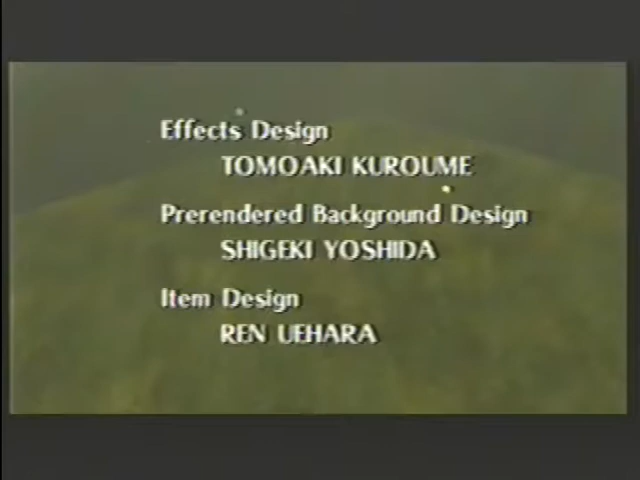 Effects Design
TOMOAKI KUROUME
Prerendered Background Design
SHIGEKI YOSHIDA
Item Design
REN UEHARA